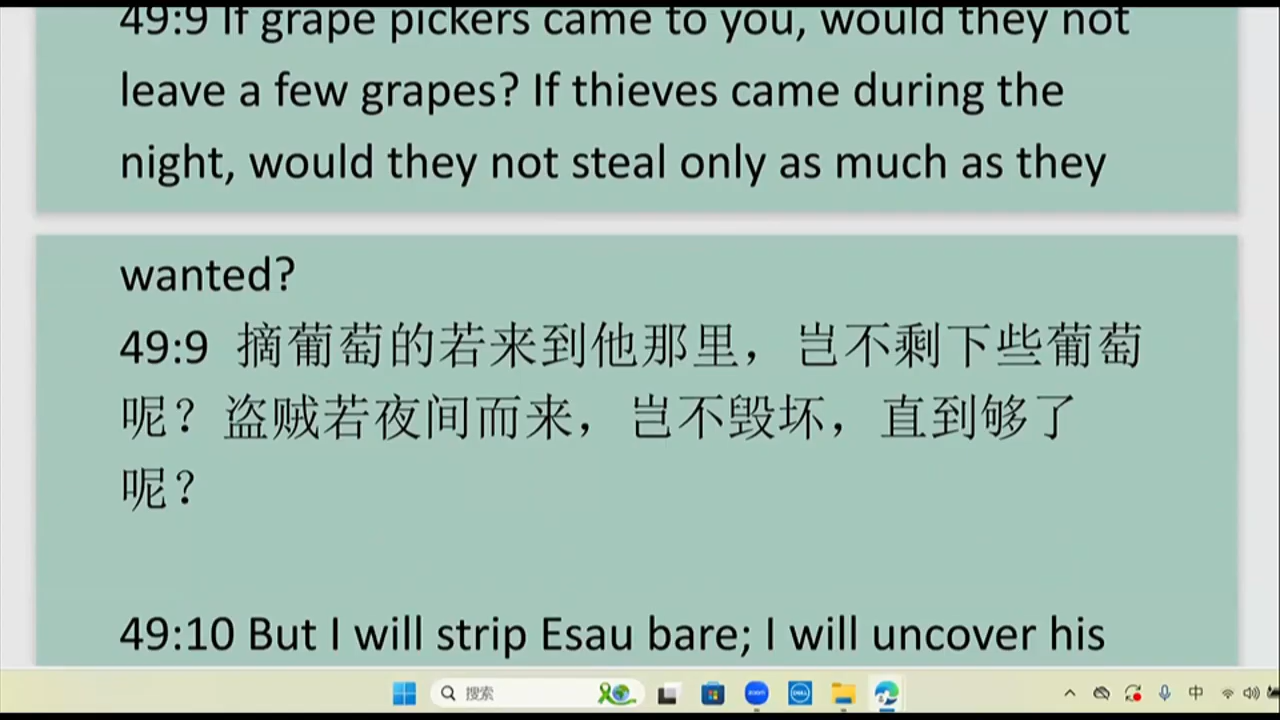 49:9 If grape pickers came to you, would they not
leave a few grapes? If thieves came during the
night, would they not steal only as much as they
wanted?
49:9 摘葡萄的若来到他那里，岂不剩下些葡萄
呢？盗贼若夜间而来，岂不毁坏，直到够了
呢？
49:10 But I will strip Esau bare; I will uncover his
搜索
zoom
DELL
中